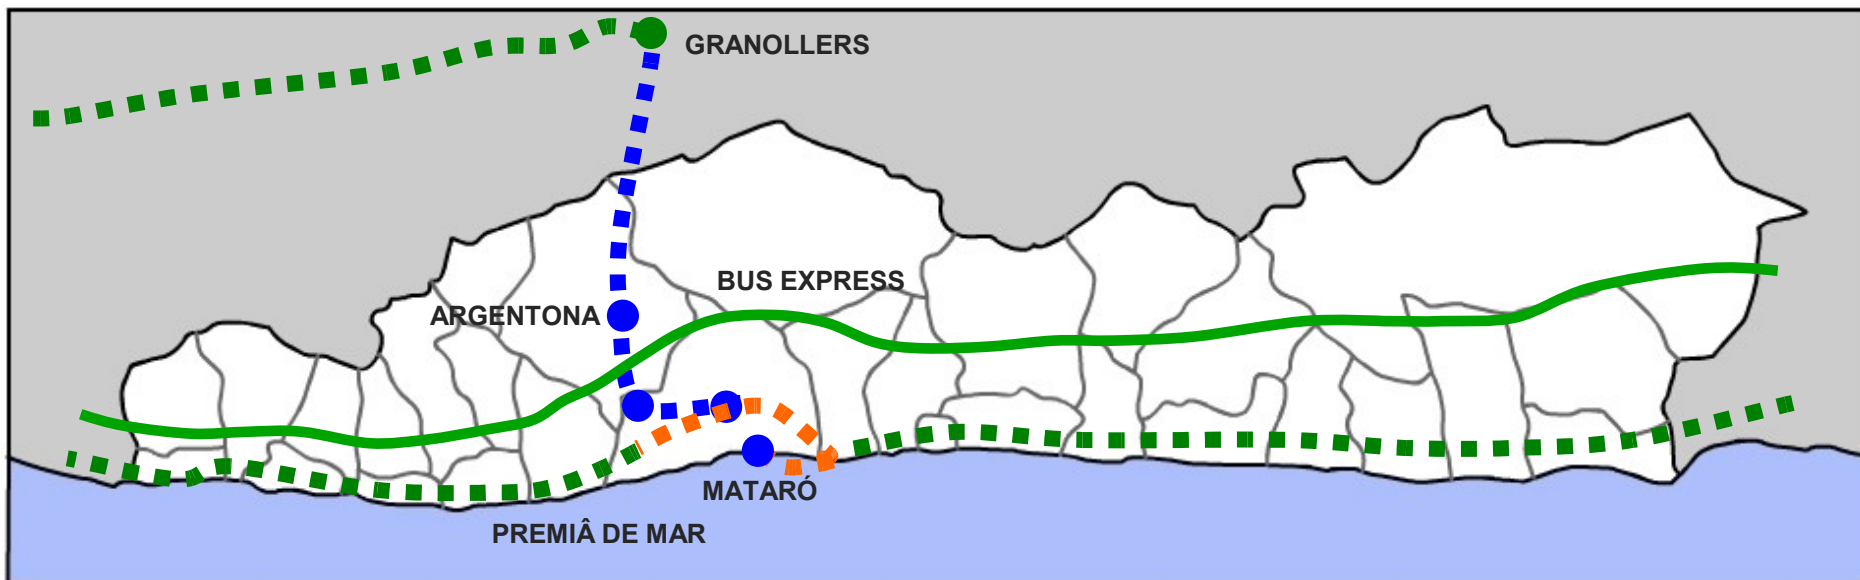 GRANOLLERS
BUS EXPRESS
ARGENTONA
MATARÓ
PREMIÂ DE MAR